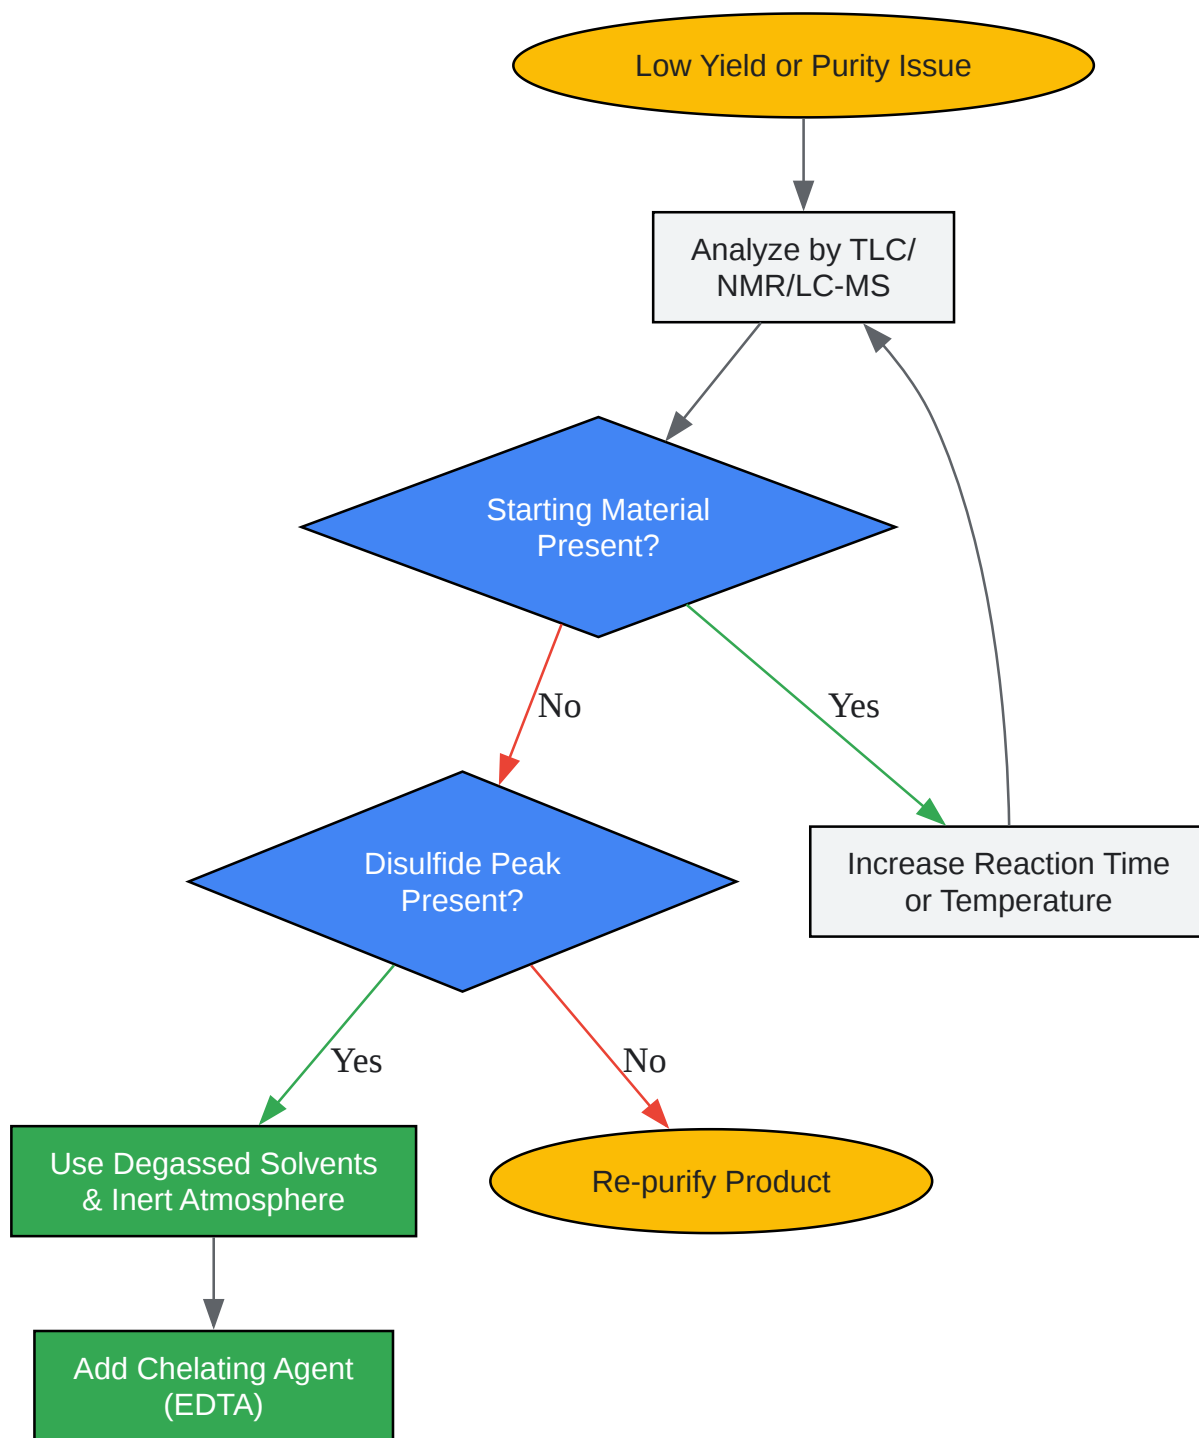 Low Yield or Purity Issue
Analyze by TLC/
NMR/LC-MS
Starting Material
Present?
No
Yes
Disulfide Peak
Present?
Increase Reaction Time
or Temperature
Yes
No
Use Degassed Solvents
& Inert Atmosphere
Re-purify Product
Add Chelating Agent
(EDTA)